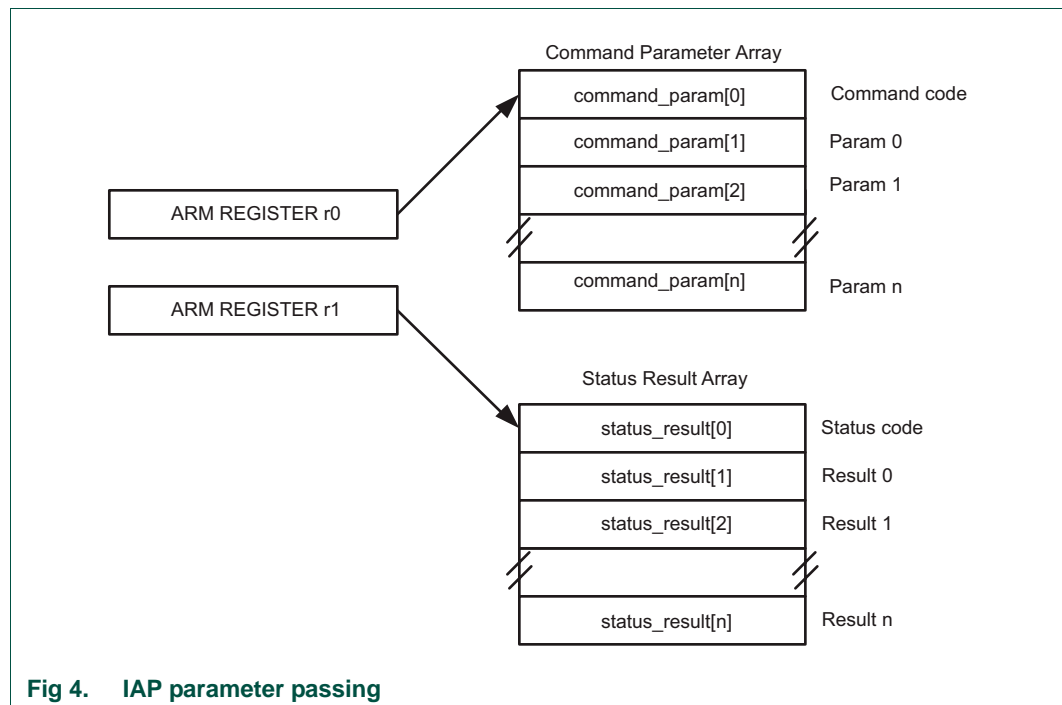 Command Parameter Array
command_param[0] Command code
command_param[1] Param 0
command_param[2] Param 1
ARM REGISTER r0
command_param[n] Param n
ARM REGISTER r1
Status Result Array
status_result[0] Status code
status_result[1] Result 0
status_result[2] Result 1
status_result[n] Result n
Fig 4. IAP parameter passing